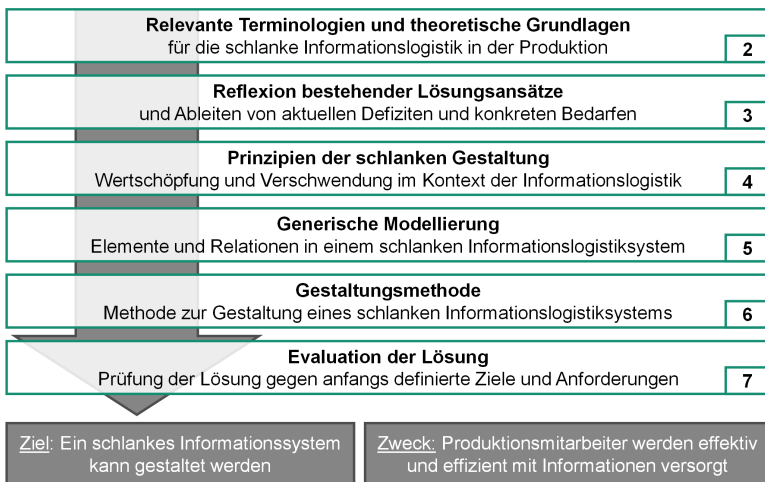 Relevante Terminologien und theoretische Grundlagen
für die schlanke Informationslogistik in der Produktion
2
Reflexion bestehender Lösungsansätze
und Ableiten von aktuellen Defiziten und konkreten Bedarfen
3
Prinzipien der schlanken Gestaltung
Wertschöpfung und Verschwendung im Kontext der Informationslogistik
4
Generische Modellierung
Elemente und Relationen in einem schlanken Informationslogistiksystem
5
Gestaltungsmethode
Methode zur Gestaltung eines schlanken Informationslogistiksystems
6
Evaluation der Lösung
Prüfung der Lösung gegen anfangs definierte Ziele und Anforderungen
7
Ziel: Ein schlankes Informationssystem
kann gestaltet werden
Zweck: Produktionsmitarbeiter werden effektiv
und effizient mit Informationen versorgt